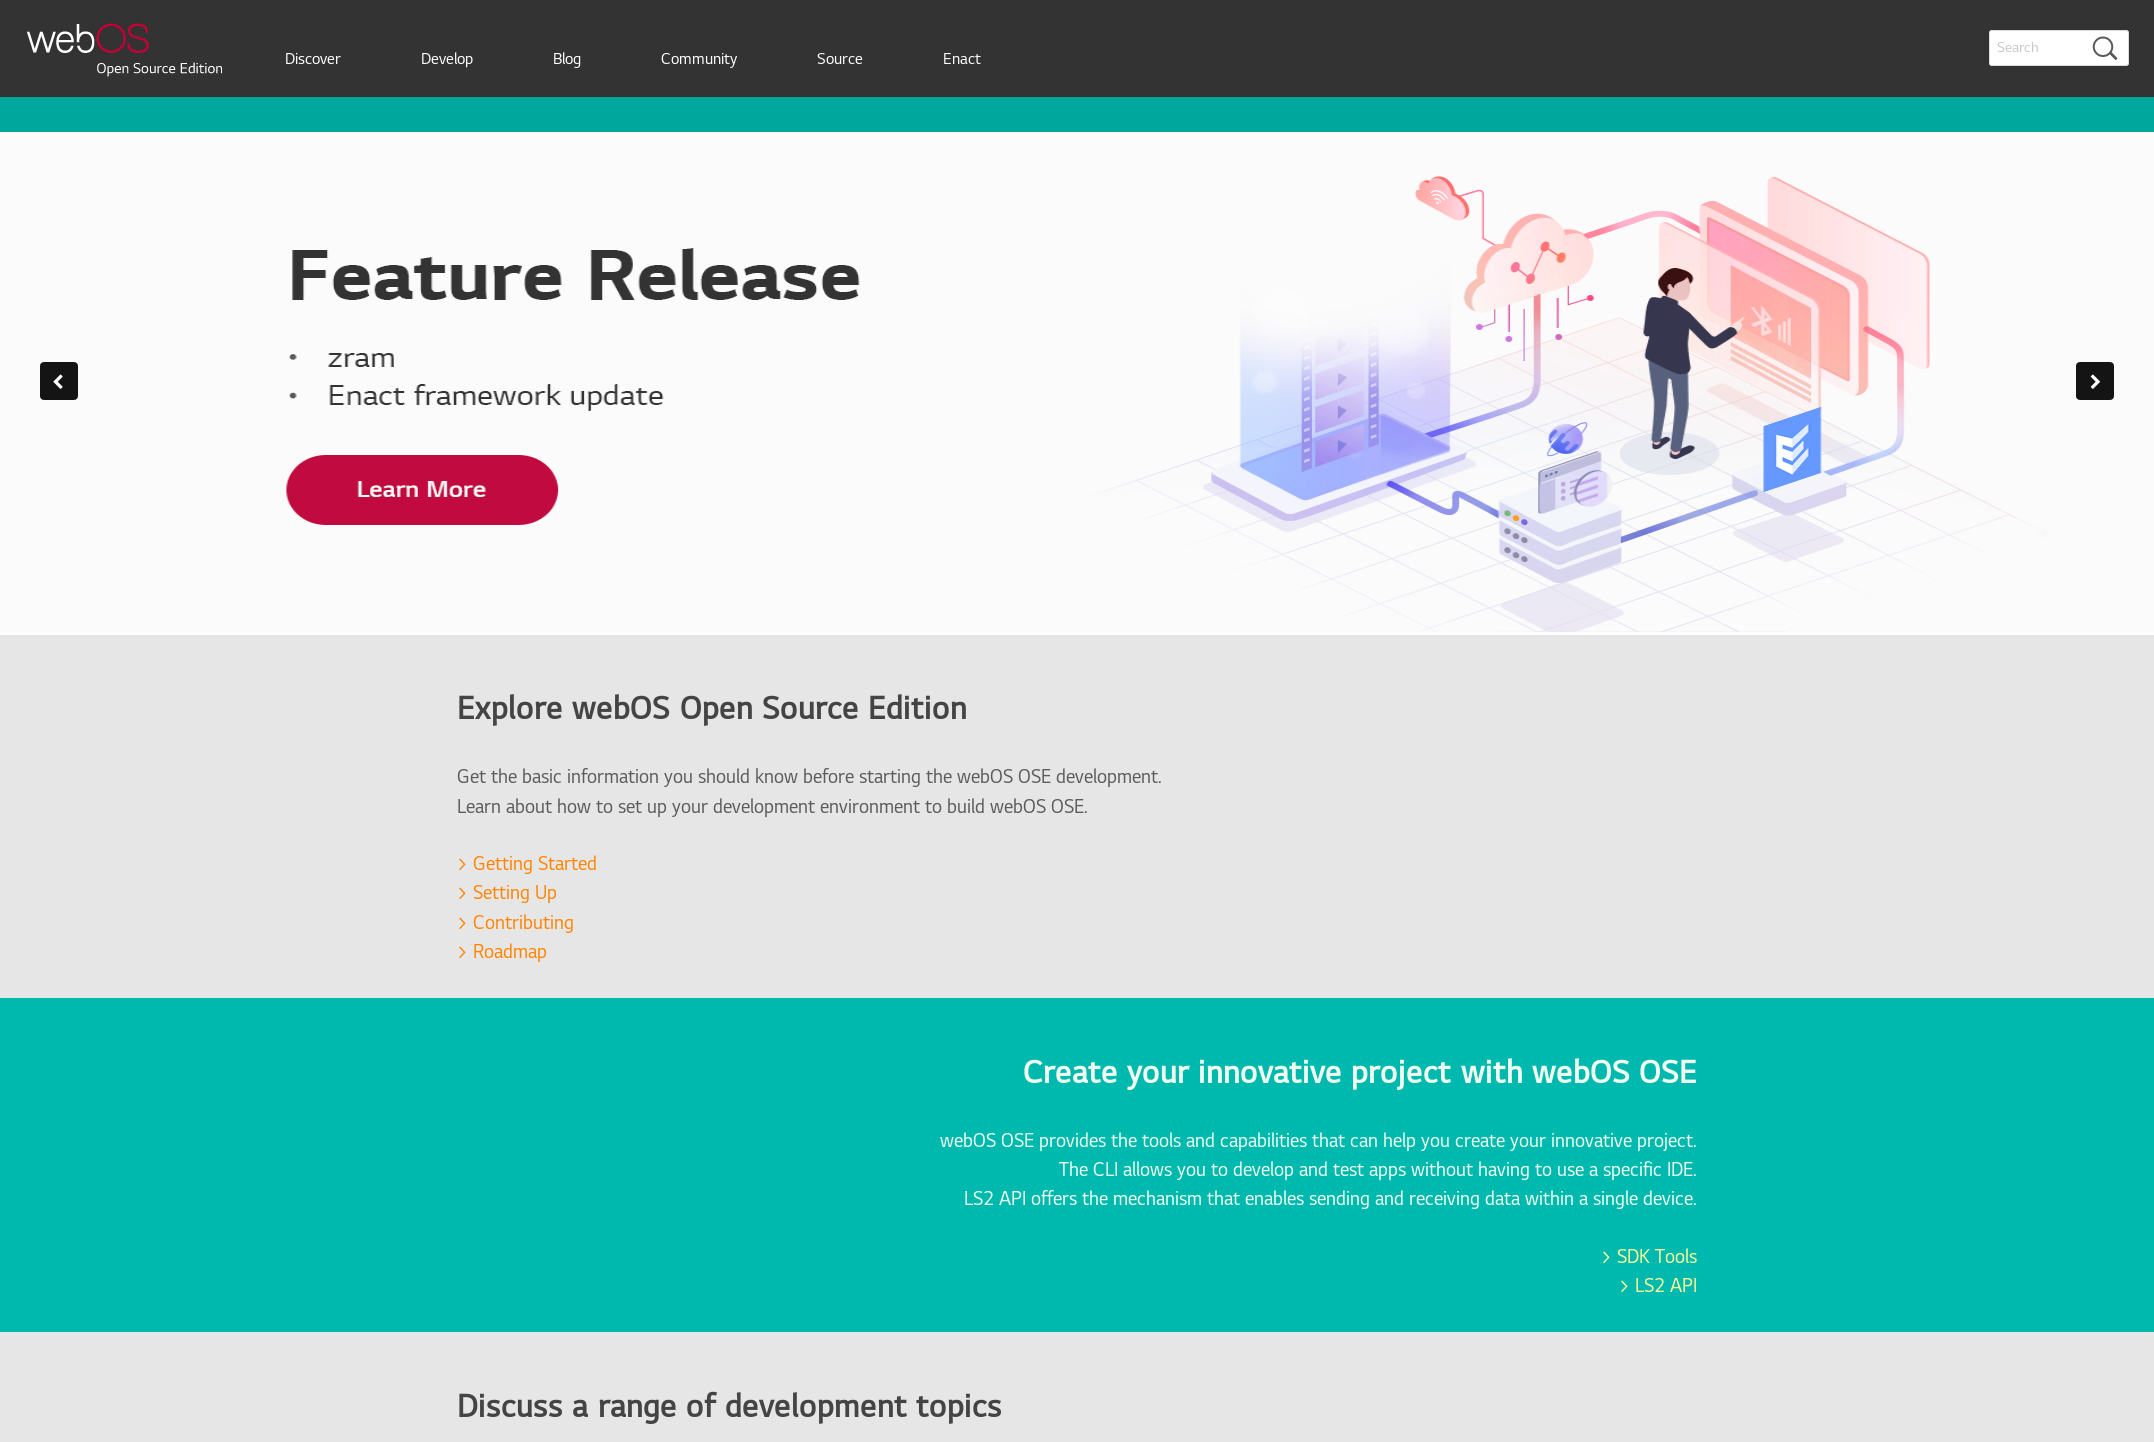 webOS
Open Source Edition
Discover
Develop
Blog
Community
Source
Enact
Search
Feature Release
• zram
• Enact framework update
Learn More
Explore webOS Open Source Edition
Get the basic information you should know before starting the webOS OSE development.
Learn about how to set up your development environment to build webOS OSE.
> Getting Started
> Setting Up
> Contributing
> Roadmap
Create your innovative project with webOS OSE
webOS OSE provides the tools and capabilities that can help you create your innovative project.
The CLI allows you to develop and test apps without having to use a specific IDE.
LS2 API offers the mechanism that enables sending and receiving data within a single device.
> SDK Tools
> LS2 API
Discuss a range of development topics